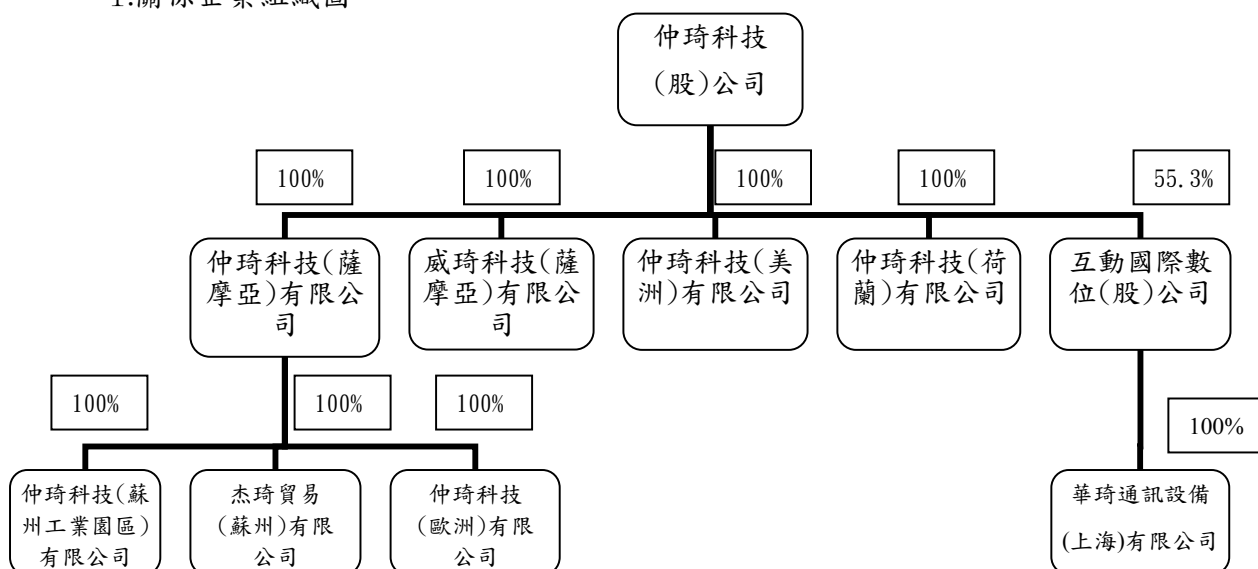 1.關係企業組織圖
仲琦科技
(股)公司
100%
100%
100%
100%
55.3%
仲琦科技(薩
摩亞)有限公
司
威琦科技(薩
摩亞)有限公
司
仲琦科技(美
洲)有限公司
仲琦科技(荷
蘭)有限公司
互動國際數
位(股)公司
100%
100%
100%
100%
仲琦科技(蘇
州工業園區)
有限公司
杰琦貿易
(蘇州)有限
公司
仲琦科技
(歐洲)有限
公司
華琦通訊設備
(上海)有限公司